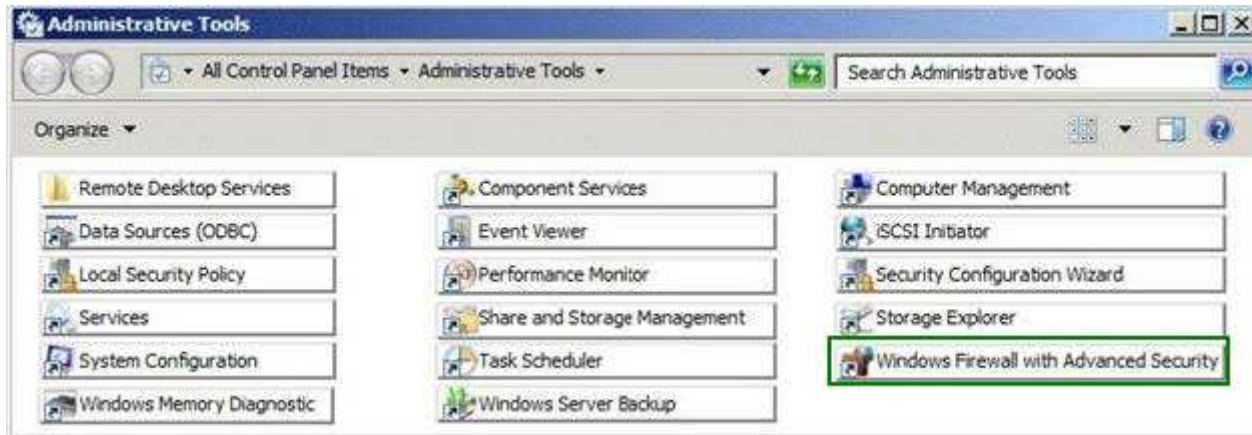 Administrative Tools
All Control Panel Items Administrative Tools Search Administrative Tools
Organize
Remote Desktop Services Component Services Computer Management
Data Sources (ODBC) Event Viewer iSCSI Initiator
Local Security Policy Performance Monitor Security Configuration Wizard
Services Share and Storage Management Storage Explorer
System Configuration Task Scheduler Windows Firewall with Advanced Security
Windows Memory Diagnostic Windows Server Backup